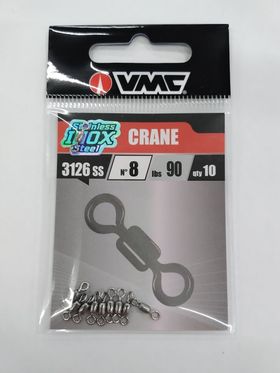 VMC
Stainless
INOX
Steel
CRANE
3126 SS N° 8 lbs 90 qty 10